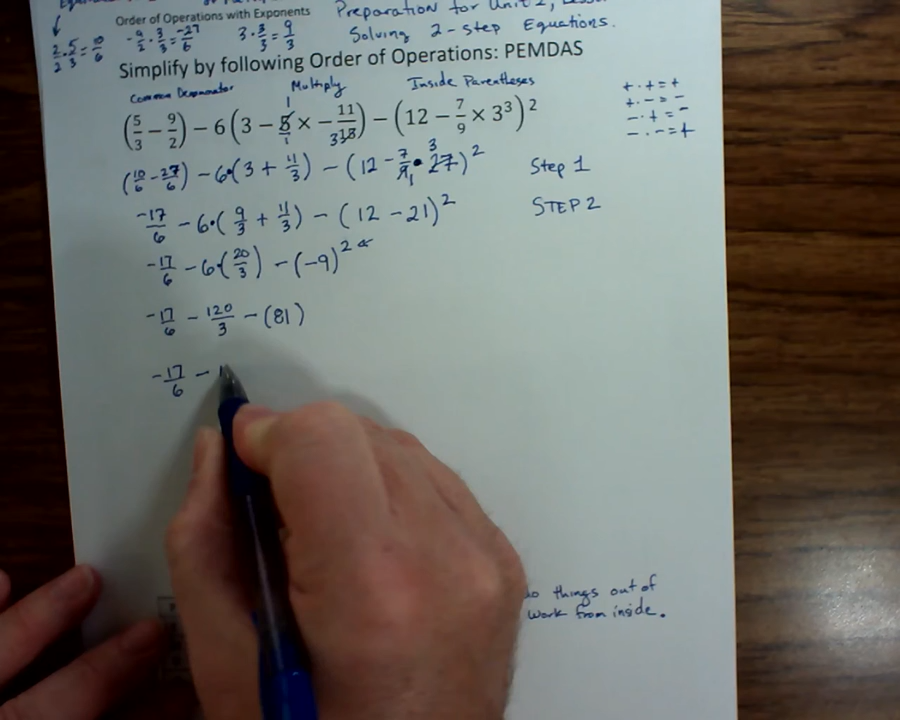 Order of Operations with Exponents
Preparation for Unit 2,
Solving 2-step Equations.
2/2 · 5/3 = 10/6
-9/2 · 3/3 = -27/6
3 · 3/3 = 9/3
Simplify by following Order of Operations: PEMDAS
Common Denominator Multiply Inside Parentheses
(5/3 − 9/2) − 6(3 − 5/1 × −11/3 18) − (12 − 7/9 × 3³)²
+ · + = +
+ · − = −
− · + = −
− · − = +
(10/6 − 27/6) − 6·(3 + 11/3) − (12 − 7/9 1 • 27 3)² Step 1
-17/6 − 6·(9/3 + 11/3) − (12 − 21)² STEP 2
-17/6 − 6·(20/3) − (−9)²
-17/6 − 120/3 − (81)
-17/6 −
things out of
work from inside.